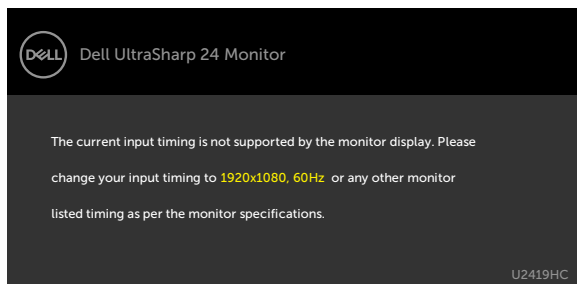 DELL Dell UltraSharp 24 Monitor
The current input timing is not supported by the monitor display. Please
change your input timing to 1920x1080, 60Hz or any other monitor
listed timing as per the monitor specifications.
U2419HC